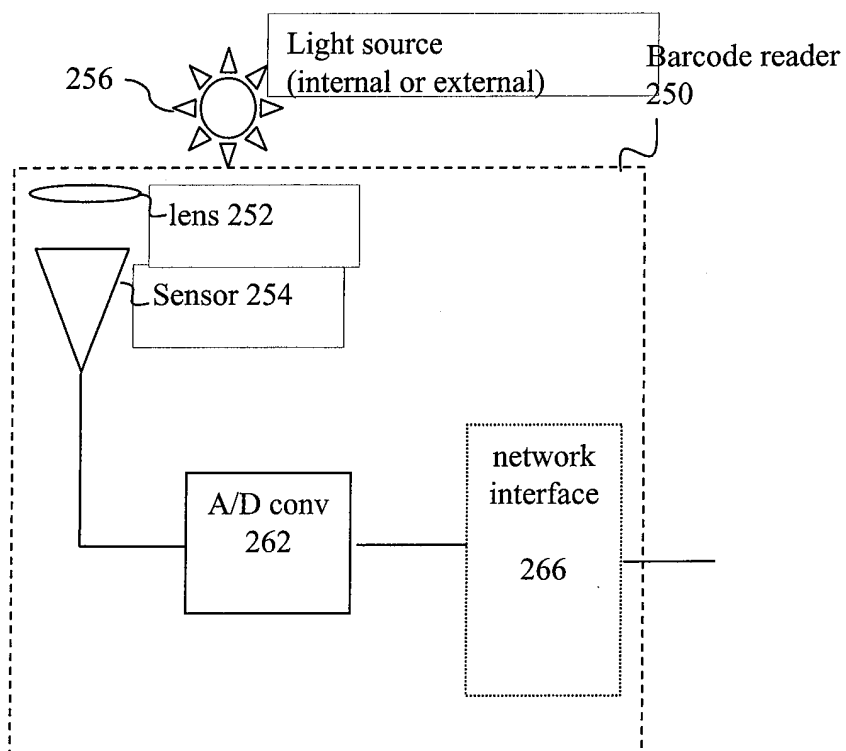 Light source
(internal or external)
Barcode reader
250
256
lens 252
Sensor 254
A/D conv
262
network
interface
266